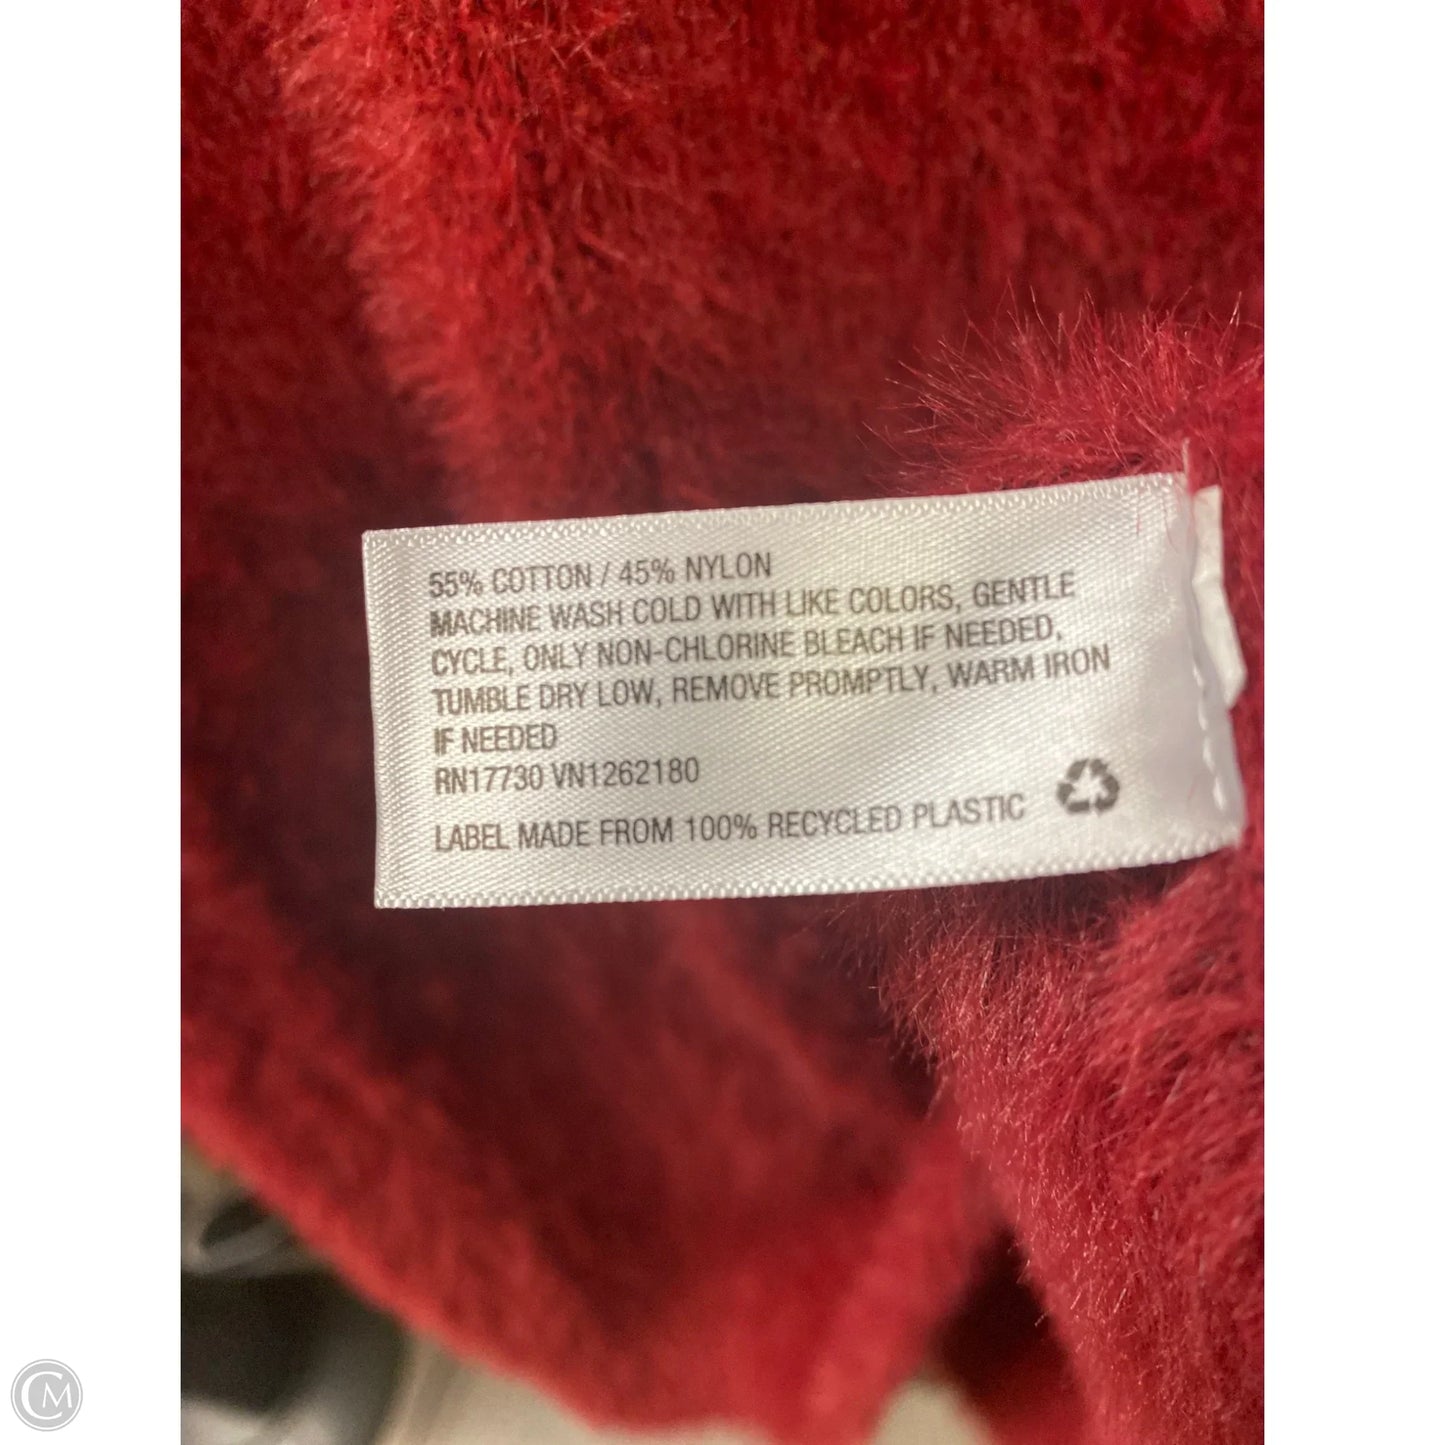 55% COTTON / 45% NYLON
MACHINE WASH COLD WITH LIKE COLORS, GENTLE
CYCLE, ONLY NON-CHLORINE BLEACH IF NEEDED,
TUMBLE DRY LOW, REMOVE PROMPTLY, WARM IRON
IF NEEDED
RN17730 VN1262180
LABEL MADE FROM 100% RECYCLED PLASTIC
CM